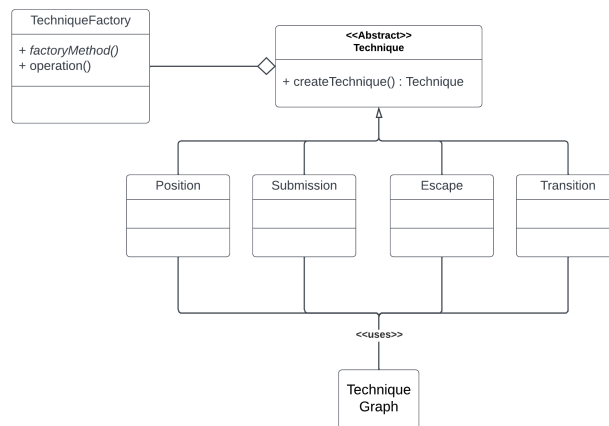 TechniqueFactory
+ factoryMethod()
+ operation()
<<Abstract>>
Technique
+ createTechnique() : Technique
Position
Submission
Escape
Transition
<<uses>>
Technique
Graph